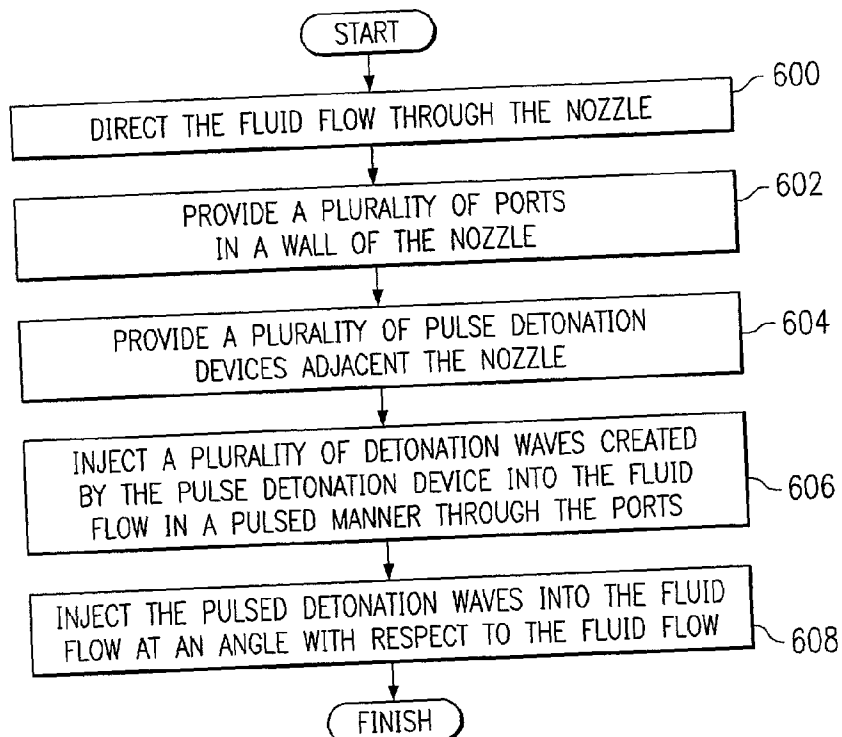 START
600
DIRECT THE FLUID FLOW THROUGH THE NOZZLE
602
PROVIDE A PLURALITY OF PORTS
IN A WALL OF THE NOZZLE
604
PROVIDE A PLURALITY OF PULSE DETONATION
DEVICES ADJACENT THE NOZZLE
INJECT A PLURALITY OF DETONATION WAVES CREATED
BY THE PULSE DETONATION DEVICE INTO THE FLUID
FLOW IN A PULSED MANNER THROUGH THE PORTS
606
INJECT THE PULSED DETONATION WAVES INTO THE FLUID
FLOW AT AN ANGLE WITH RESPECT TO THE FLUID FLOW
608
FINISH